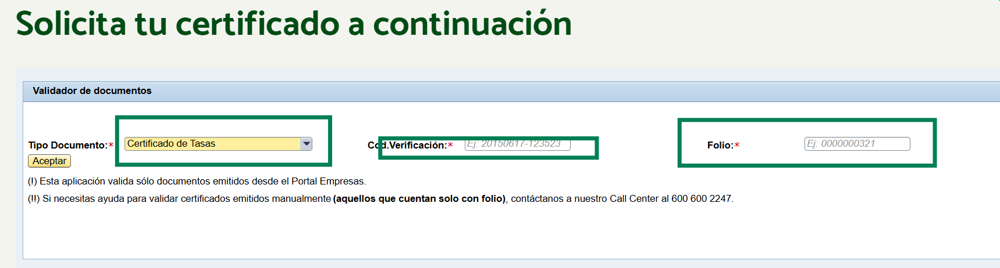 Solicita tu certificado a continuación
Validador de documentos
Tipo Documento:* Certificado de Tasas Cod.Verificación:* Ej: 20150617-123523 Folio:* Ej: 0000000321
Aceptar
(!) Esta aplicación valida sólo documentos emitidos desde el Portal Empresas.
(!!) Si necesitas ayuda para validar certificados emitidos manualmente (aquellos que cuentan solo con folio), contáctanos a nuestro Call Center al 600 600 2247.